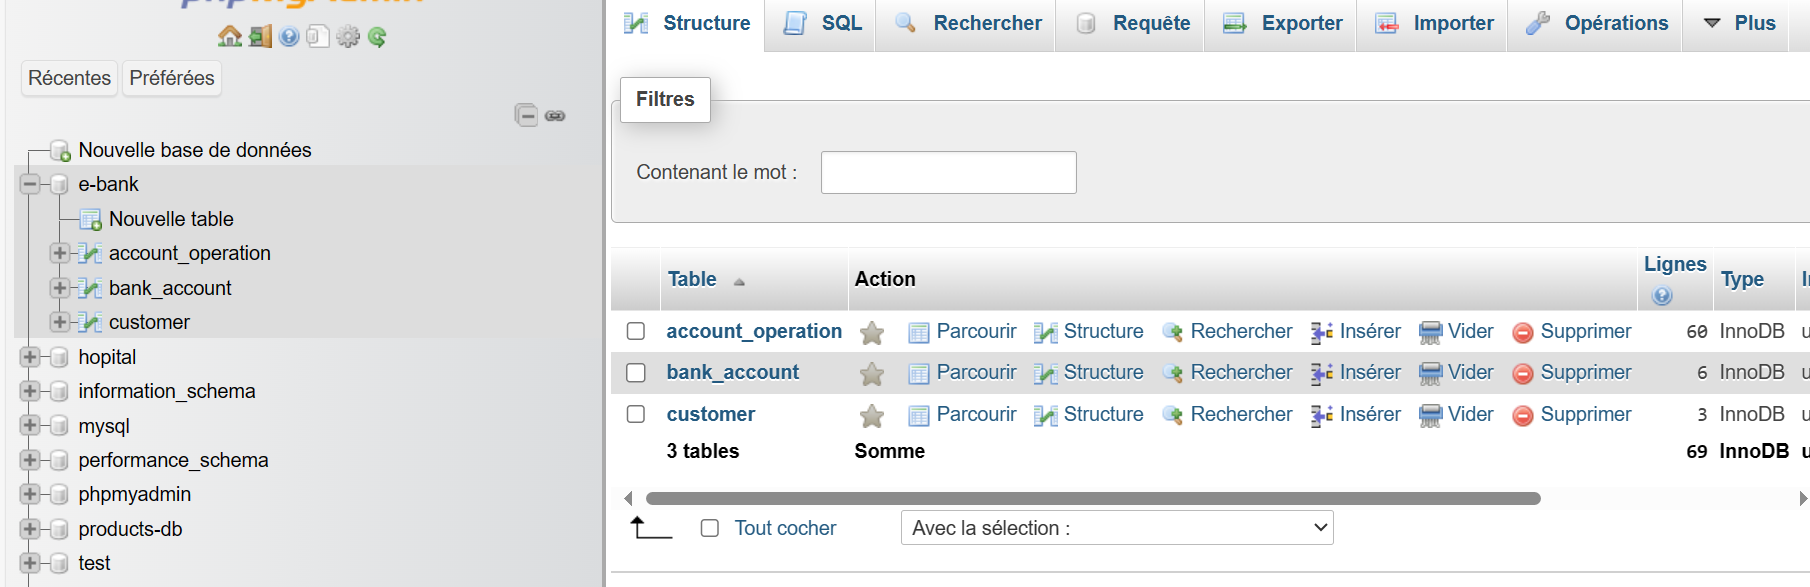 phpMyAdmin
Récentes Préférées
Nouvelle base de données
e-bank
Nouvelle table
account_operation
bank_account
customer
hopital
information_schema
mysql
performance_schema
phpmyadmin
products-db
test
Structure SQL Rechercher Requête Exporter Importer Opérations Plus
Filtres
Contenant le mot :
Table Action Lignes Type
account_operation Parcourir Structure Rechercher Insérer Vider Supprimer 60 InnoDB
bank_account Parcourir Structure Rechercher Insérer Vider Supprimer 6 InnoDB
customer Parcourir Structure Rechercher Insérer Vider Supprimer 3 InnoDB
3 tables Somme 69 InnoDB
Tout cocher Avec la sélection :